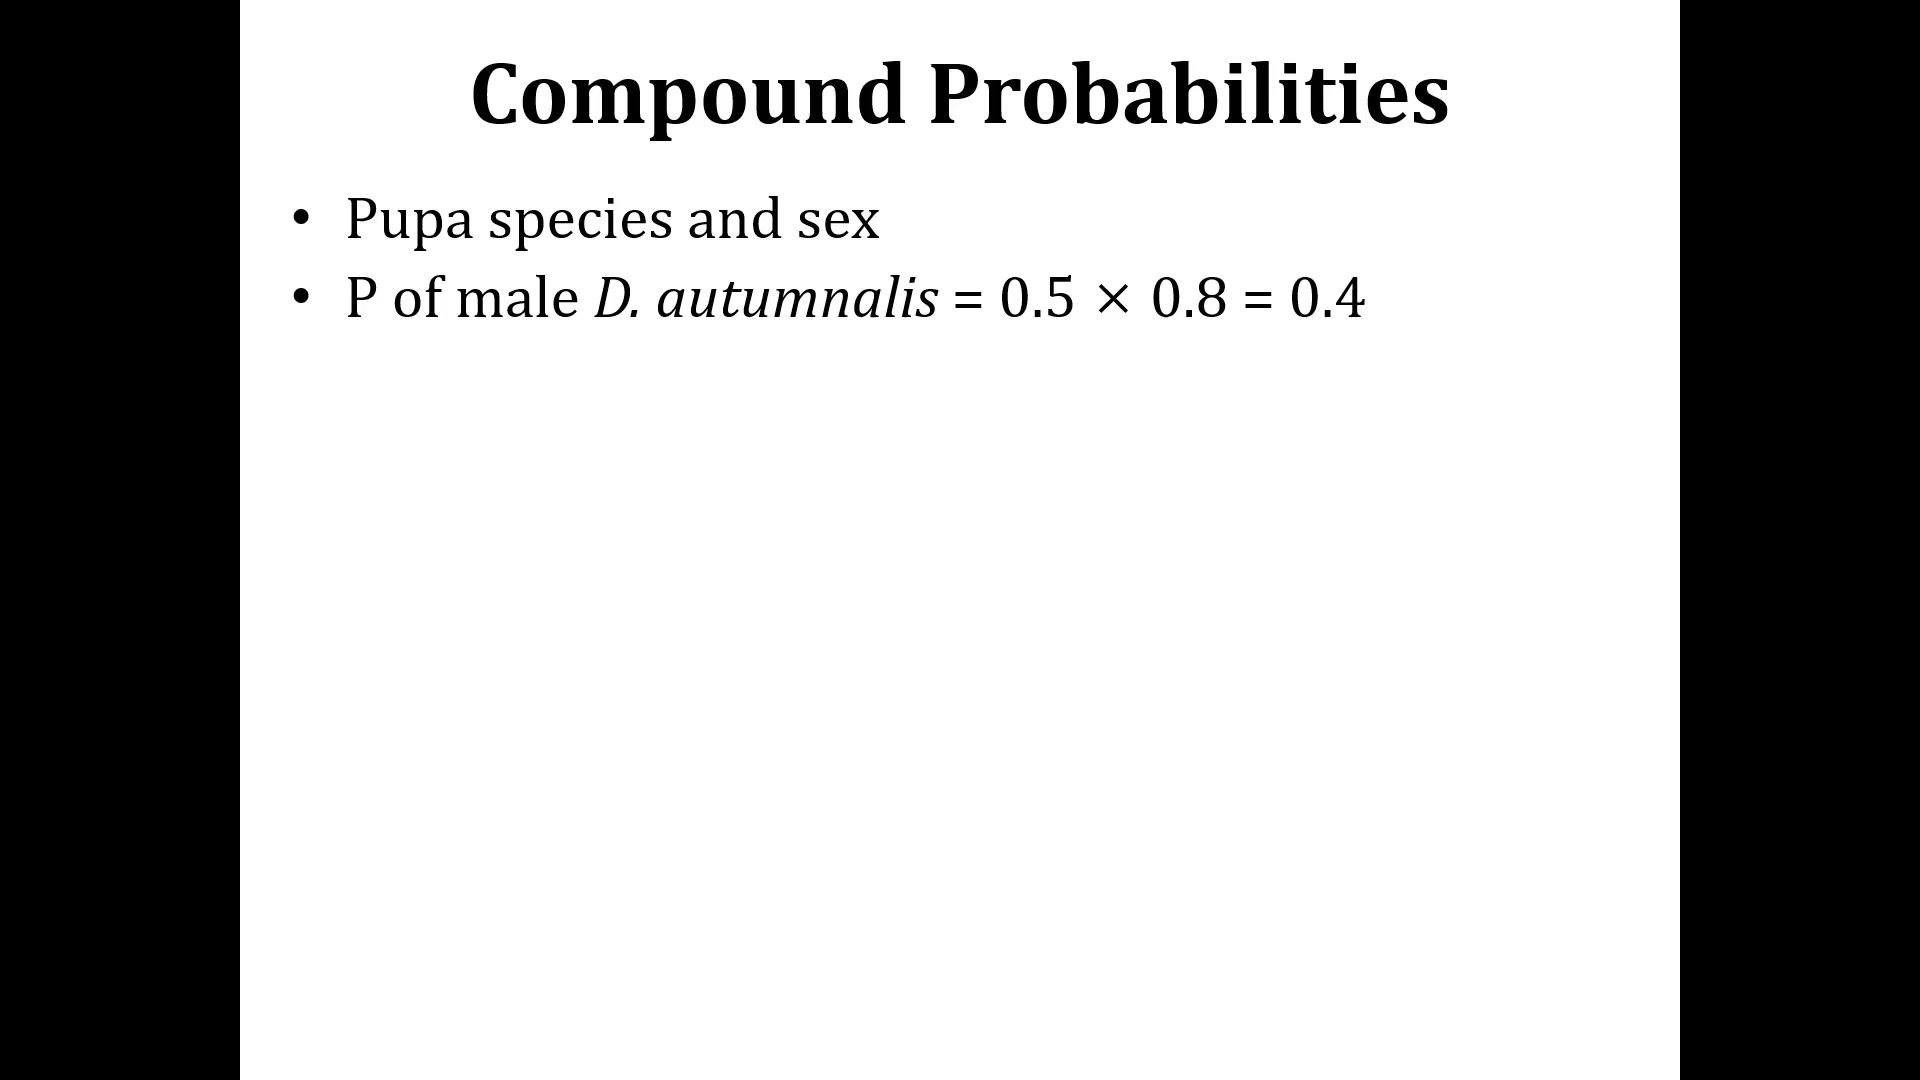 Compound Probabilities
• Pupa species and sex
• P of male D. autumnalis = 0.5 × 0.8 = 0.4